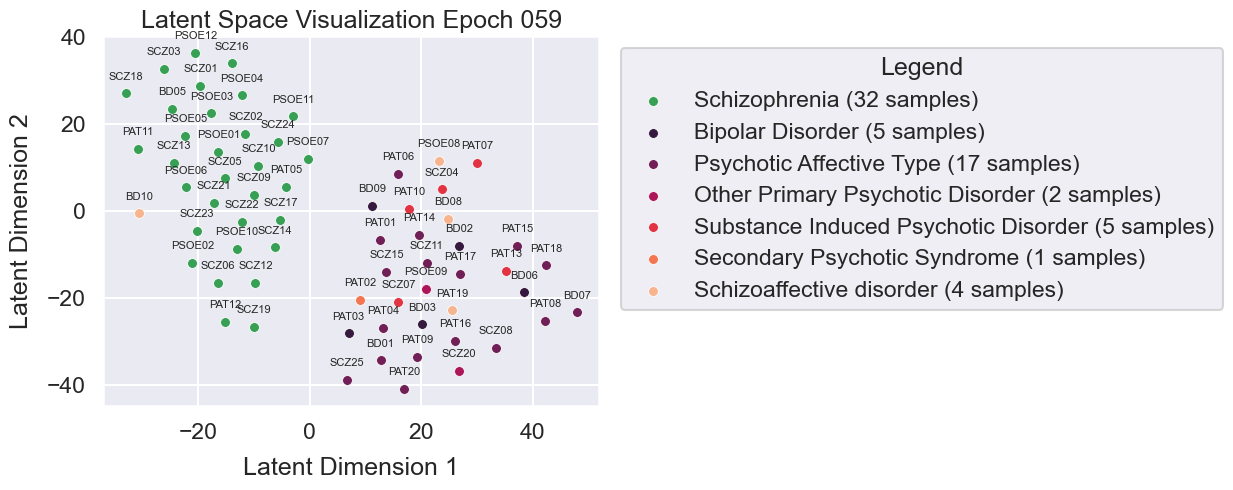 Latent Space Visualization Epoch 059
40
20
0
−20
−40
−20
0
20
40
Latent Dimension 1
Latent Dimension 2
PSOE12
SCZ03
SCZ16
SCZ18
SCZ01
PSOE04
BD05
PSOE03
PSOE11
PSOE05
SCZ02
SCZ24
PAT11
PSOE01
PSOE07
SCZ13
SCZ10
SCZ05
PAT05
PSOE06
SCZ09
SCZ21
BD10
SCZ22
SCZ17
SCZ23
PSOE10
SCZ14
PSOE02
SCZ06
SCZ12
PAT12
SCZ19
PSOE08
PAT07
PAT06
SCZ04
BD09
PAT10
BD08
PAT14
PAT01
BD02
PAT15
SCZ11
SCZ15
PAT17
PAT13
PAT18
PSOE09
BD06
PAT02
SCZ07
PAT19
BD07
PAT03
PAT04
BD03
PAT08
PAT16
BD01
PAT09
SCZ08
SCZ25
SCZ20
PAT20
Legend
Schizophrenia (32 samples)
Bipolar Disorder (5 samples)
Psychotic Affective Type (17 samples)
Other Primary Psychotic Disorder (2 samples)
Substance Induced Psychotic Disorder (5 samples)
Secondary Psychotic Syndrome (1 samples)
Schizoaffective disorder (4 samples)